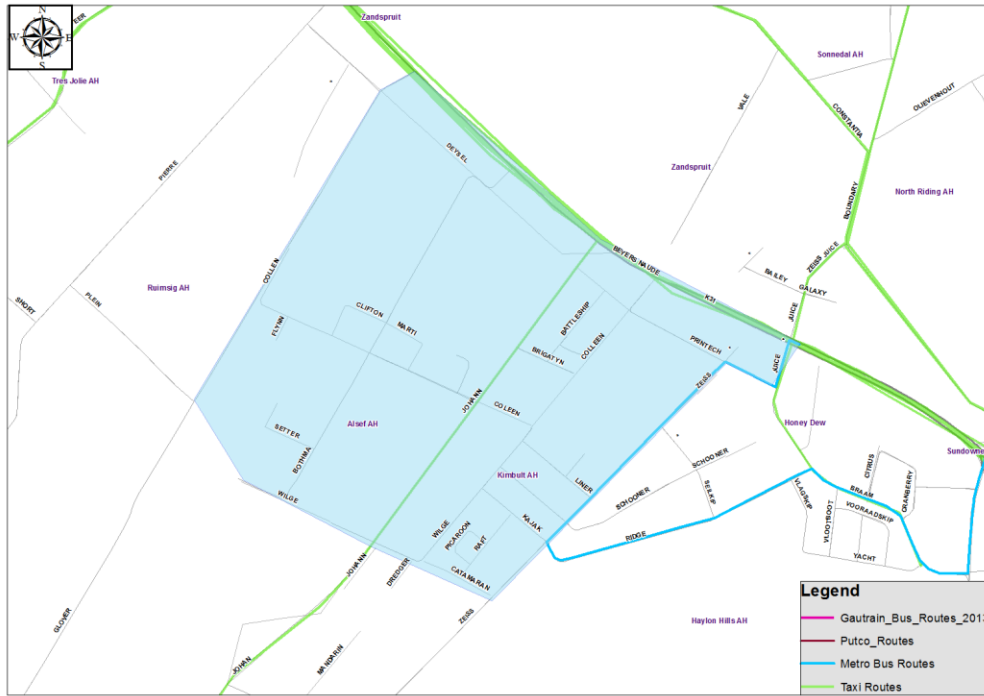 N
W E
S
EER
Zandspruit
Tres Jolie AH
Sonnedal AH
OLIEVENHOUT
CONSTANTIA
VALE
PIERRE
DEYSEL
Zandspruit
North Riding AH
BOUNDARY
ZEISS JUICE
BEYERS NAUDE
BAILEY
GALAXY
K31
COLLEN
Ruimsig AH
PLEIN
SHORT
FLYNN
CLIFTON
MARTI
BATTLESHIP
COLLEEN
BRIGATYN
PRINTECH
JUICE
JUICE
ZEISS
JOHANN
COLEEN
Alsef AH
SETTER
BOTHMA
Honey Dew
Sundowne
Kimbult AH
LINER
SCHOONER
SCHOONER
SEILKIP
CITRUS
CRANBERRY
BRAAM
VLAGSKIP
VLOOTBOOT
VOORAADSKIP
YACHT
WILGE
WILGE
PICAROON
RAFT
KAJAK
RIDGE
CATAMARAN
DREDGER
JOHANN
ZEISS
GLOVER
MANDARIN
JOHAN
Haylon Hills AH
Legend
Gautrain_Bus_Routes_2013
Putco_Routes
Metro Bus Routes
Taxi Routes